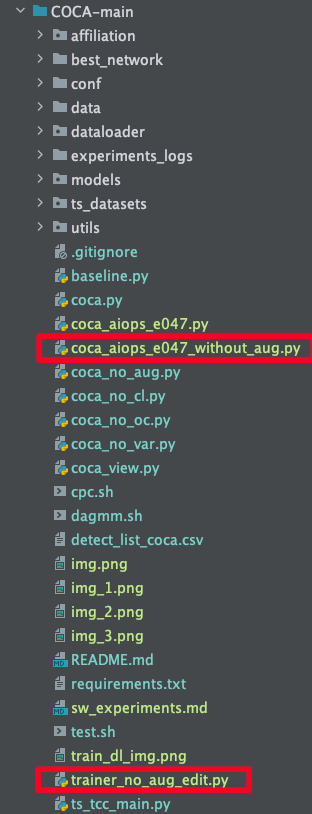 COCA-main
affiliation
best_network
conf
data
dataloader
experiments_logs
models
ts_datasets
utils
.gitignore
baseline.py
coca.py
coca_aiops_e047.py
coca_aiops_e047_without_aug.py
coca_no_aug.py
coca_no_cl.py
coca_no_oc.py
coca_no_var.py
coca_view.py
cpc.sh
dagmm.sh
detect_list_coca.csv
img.png
img_1.png
img_2.png
img_3.png
README.md
requirements.txt
sw_experiments.md
test.sh
train_dl_img.png
trainer_no_aug_edit.py
ts_tcc_main.py